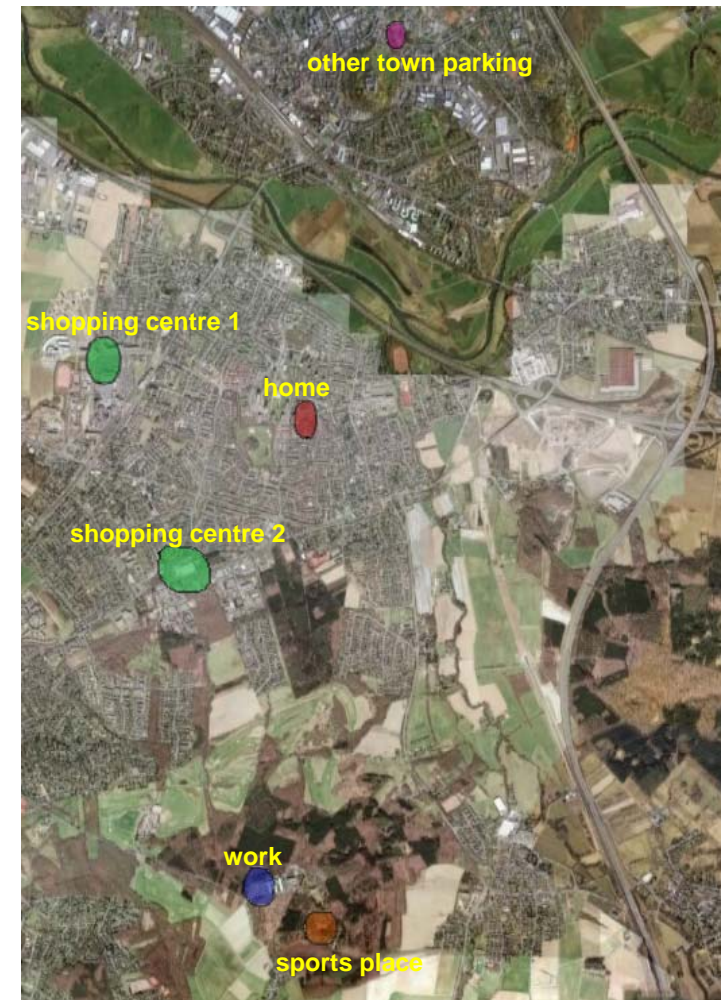 other town parking
shopping centre 1
home
shopping centre 2
work
sports place